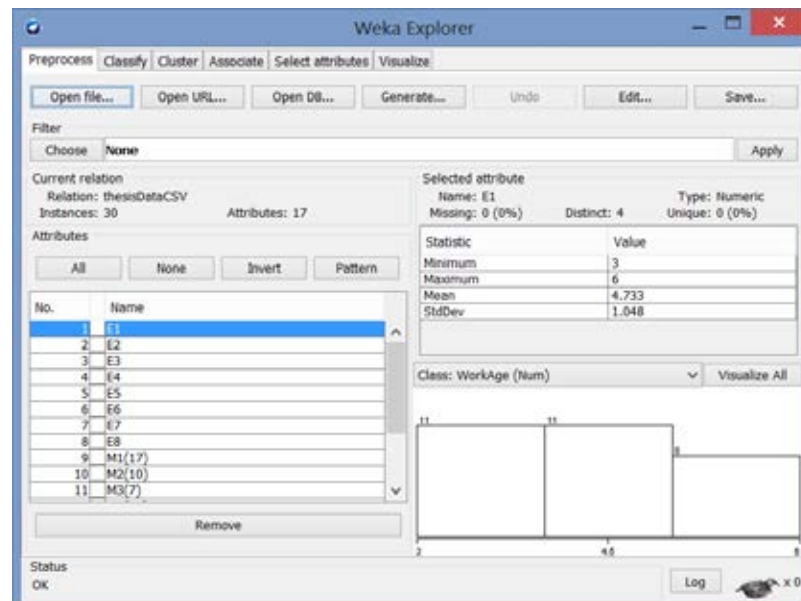 Weka Explorer
Preprocess Classify Cluster Associate Select attributes Visualize
Open file... Open URL... Open DB... Generate... Undo Edit... Save...
Filter
Choose None Apply
Current relation
Relation: thesisDataCSV
Instances: 30 Attributes: 17
Attributes
All None Invert Pattern
No. Name
1 E1
2 E2
3 E3
4 E4
5 E5
6 E6
7 E7
8 E8
9 M1(17)
10 M2(10)
11 M3(7)
Remove
Selected attribute
Name: E1 Type: Numeric
Missing: 0 (0%) Distinct: 4 Unique: 0 (0%)
Statistic Value
Minimum 3
Maximum 6
Mean 4.733
StdDev 1.048
Class: WorkAge (Num) Visualize All
11 11 8
Status
OK Log x 0